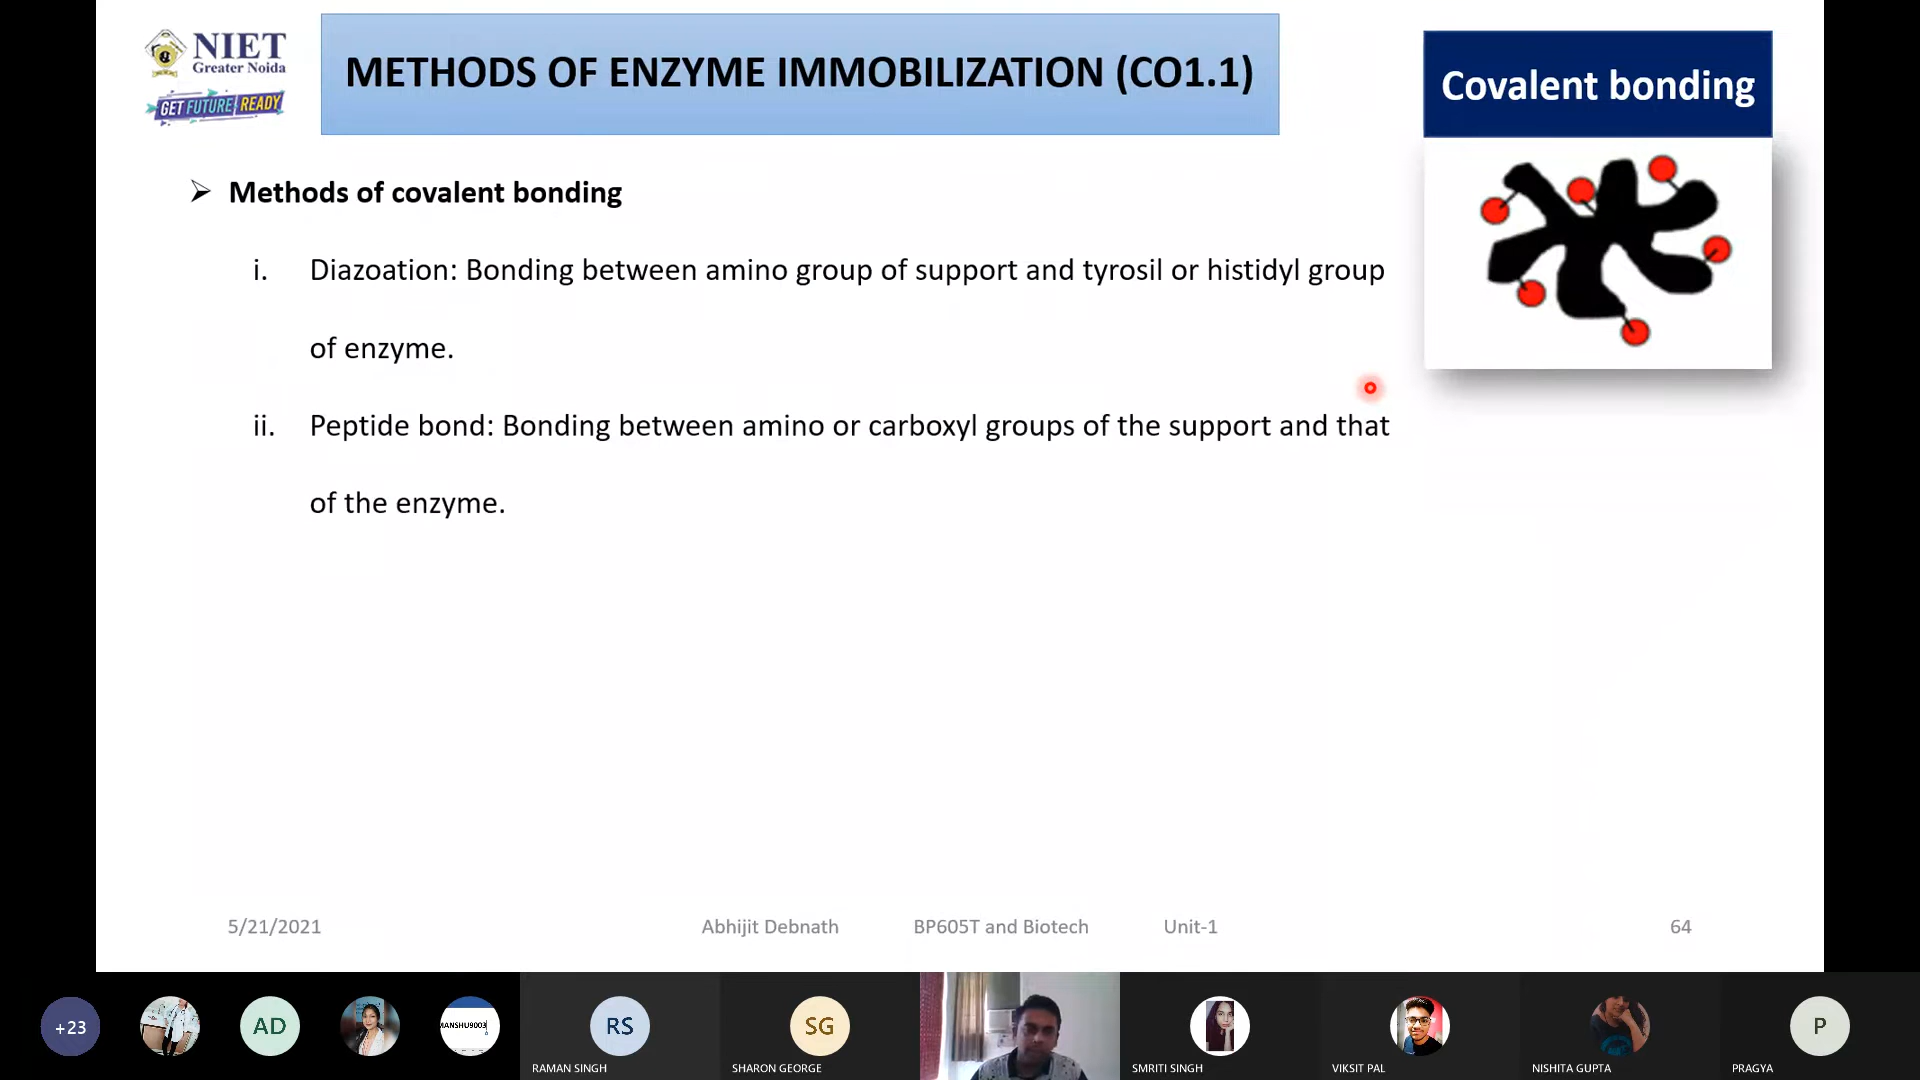 NIET
Greater Noida
GET FUTURE READY
METHODS OF ENZYME IMMOBILIZATION (CO1.1)
Covalent bonding
➢ Methods of covalent bonding
i. Diazoation: Bonding between amino group of support and tyrosil or histidyl group
of enzyme.
ii. Peptide bond: Bonding between amino or carboxyl groups of the support and that
of the enzyme.
5/21/2021 Abhijit Debnath BP605T and Biotech Unit-1 64
+23
AD
RS
SG
P
RAMAN SINGH
SHARON GEORGE
SMRITI SINGH
VIKSIT PAL
NISHITA GUPTA
PRAGYA